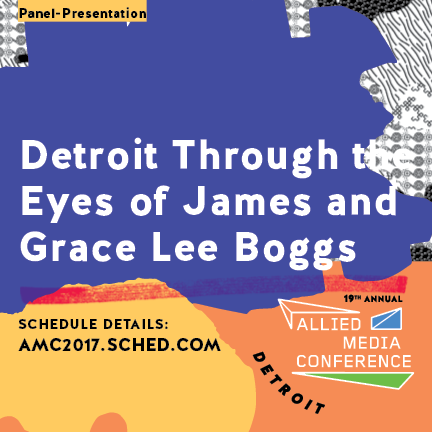 Panel-Presentation
Detroit Through the
Eyes of James and
Grace Lee Boggs
19TH ANNUAL
ALLIED
MEDIA
CONFERENCE
SCHEDULE DETAILS:
AMC2017.SCHED.COM
DETROIT